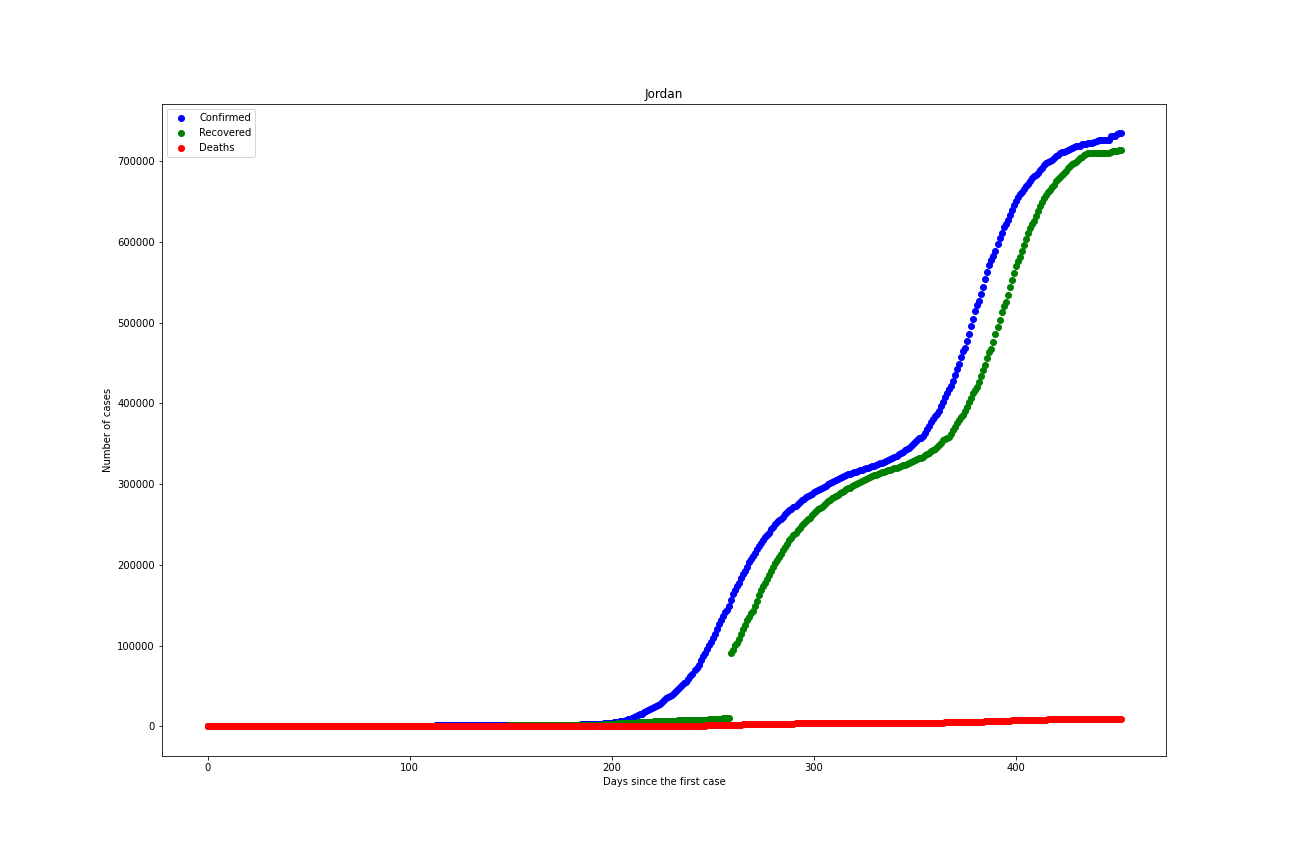 Jordan
Confirmed
Recovered
Deaths
700000
600000
500000
400000
300000
200000
100000
0
Number of cases
0 100 200 300 400
Days since the first case